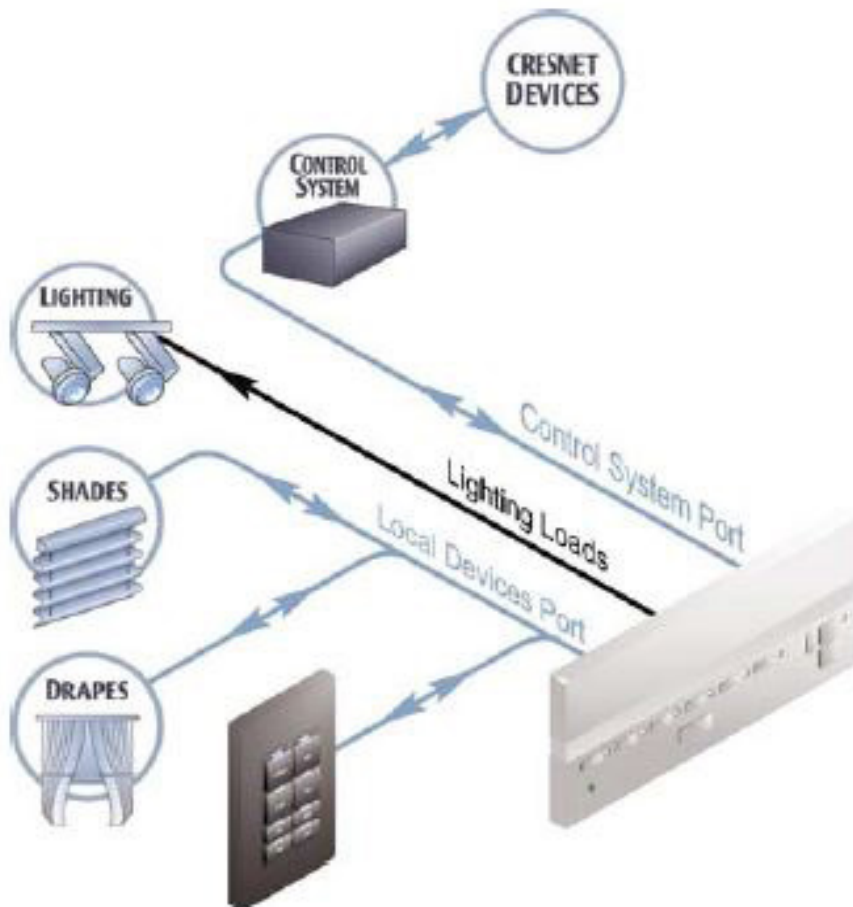 CRESNET
DEVICES
CONTROL
SYSTEM
LIGHTING
Control System Port
Lighting Loads
SHADES
Local Devices Port
DRAPES